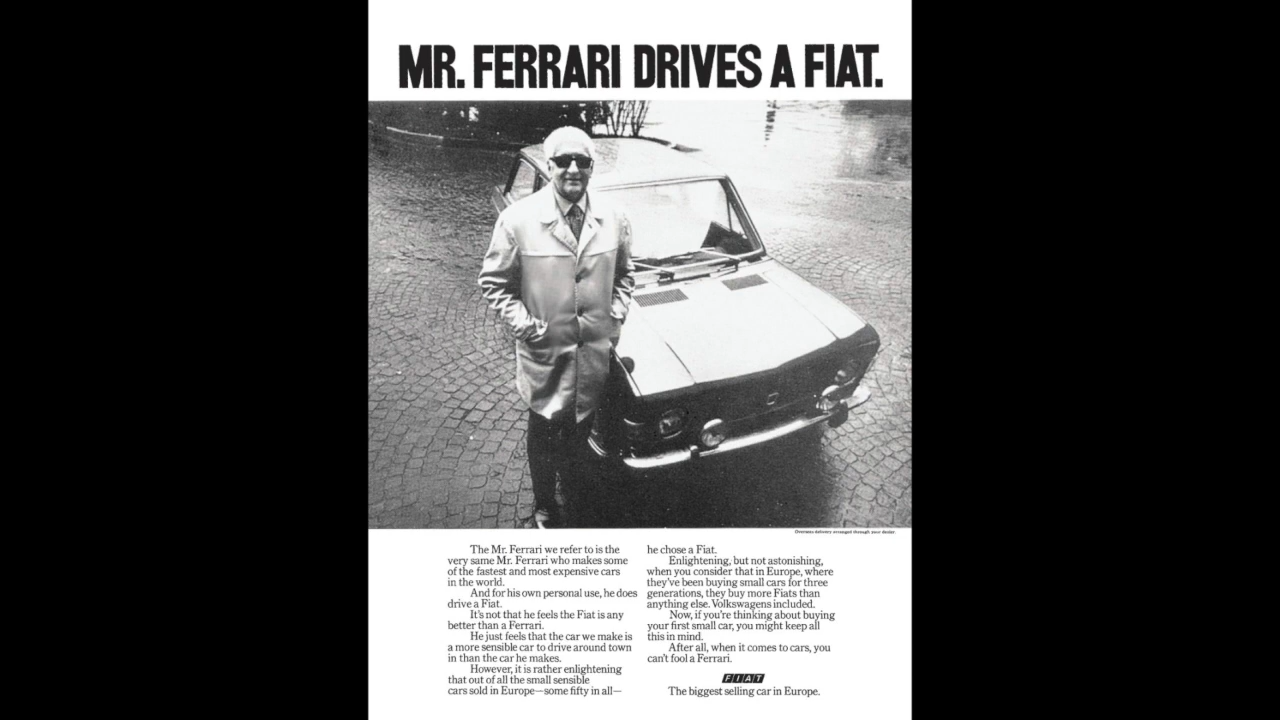 MR. FERRARI DRIVES A FIAT.
Overseas delivery arranged through your dealer.
The Mr. Ferrari we refer to is the
very same Mr. Ferrari who makes some
of the fastest and most expensive cars
in the world.
And for his own personal use, he does
drive a Fiat.
It's not that he feels the Fiat is any
better than a Ferrari.
He just feels that the car we make is
a more sensible car to drive around town
in than the car he makes.
However, it is rather enlightening
that out of all the small sensible
cars sold in Europe—some fifty in all—
he chose a Fiat.
Enlightening, but not astonishing,
when you consider that in Europe, where
they've been buying small cars for three
generations, they buy more Fiats than
anything else. Volkswagens included.
Now, if you're thinking about buying
your first small car, you might keep all
this in mind.
After all, when it comes to cars, you
can't fool a Ferrari.
FIAT
The biggest selling car in Europe.